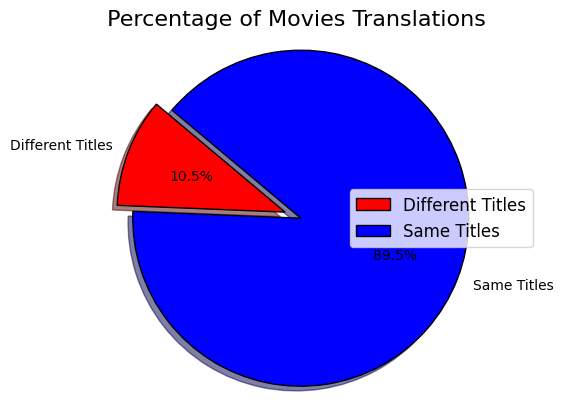 Percentage of Movies Translations
Different Titles
10.5%
Different Titles
Same Titles
89.5%
Same Titles